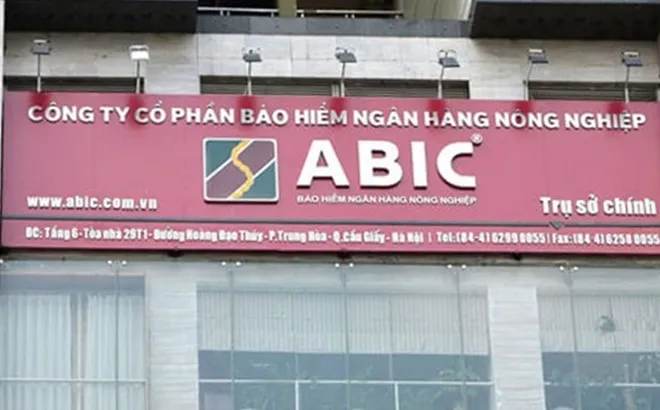 CÔNG TY CỔ PHẦN BẢO HIỂM NGÂN HÀNG NÔNG NGHIỆP
ABIC®
BẢO HIỂM NGÂN HÀNG NÔNG NGHIỆP
www.abic.com.vn
Trụ sở chính
ĐC: Tầng 6 - Tòa nhà 29T1 - Đường Hoàng Đạo Thúy - P.Trung Hòa - Q.Cầu Giấy - Hà Nội | Tel: (84-4) 6299 0055 | Fax: (84-4) 6258 0055